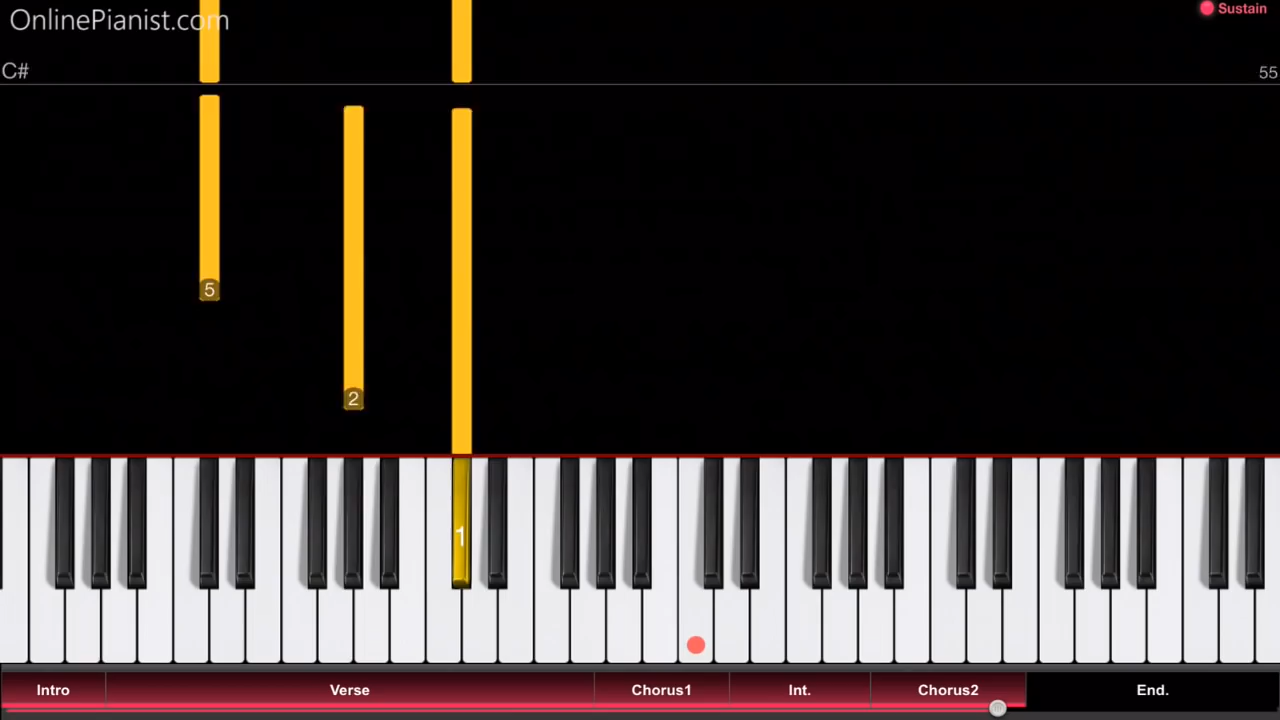 OnlinePianist.com
Sustain
C#
55
5
2
1
Intro
Verse
Chorus1
Int.
Chorus2
End.